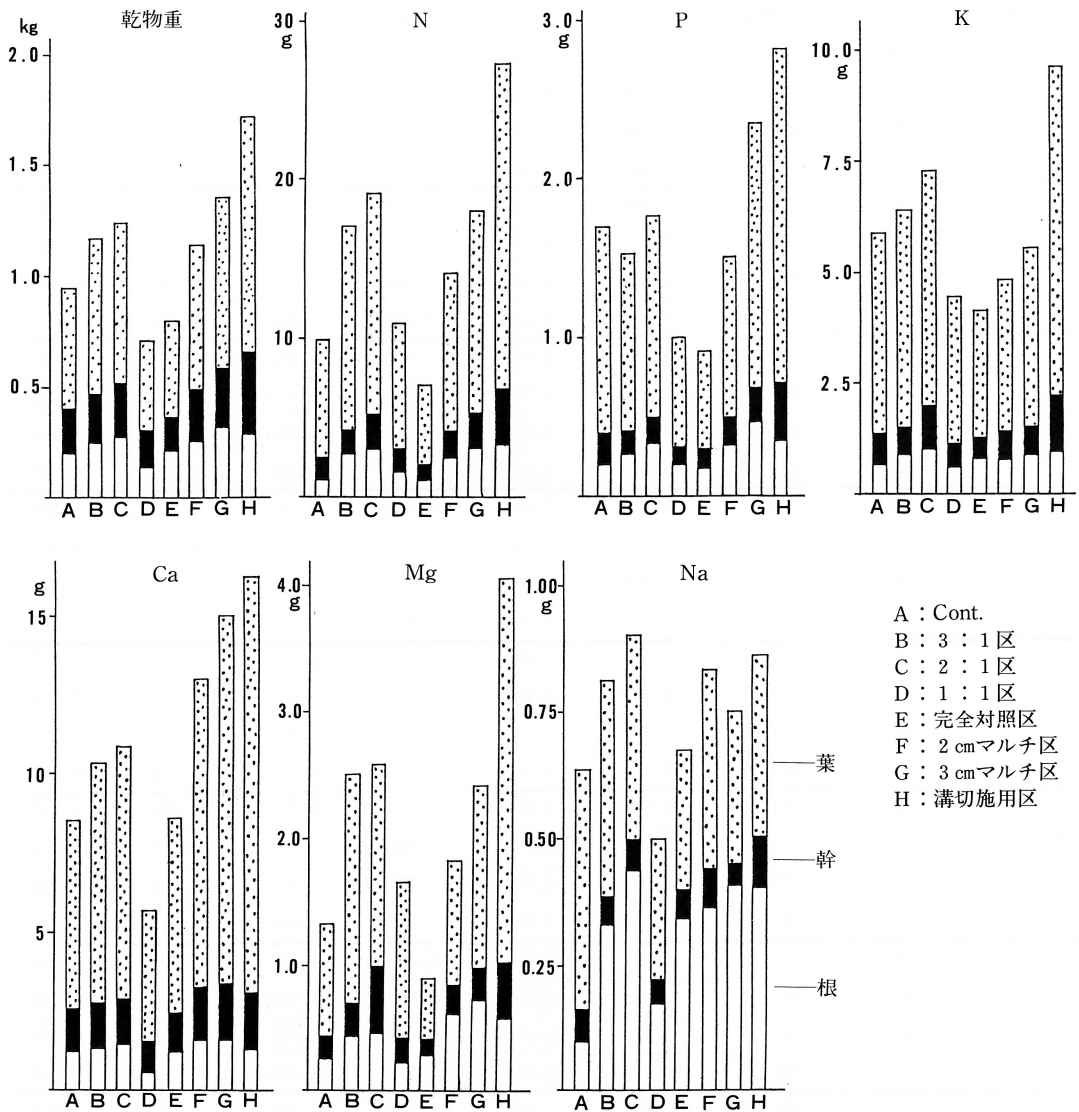 乾物重
kg
2.0
1.5
1.0
0.5
A B C D E F G H
N
30
g
20
10
A B C D E F G H
P
3.0
g
2.0
1.0
A B C D E F G H
K
10.0
g
7.5
5.0
2.5
A B C D E F G H
Ca
g
15
10
5
A B C D E F G H
Mg
4.0
g
3.0
2.0
1.0
A B C D E F G H
Na
1.00
g
0.75
0.50
0.25
A B C D E F G H
葉
幹
根
A：Cont.
B：3：1区
C：2：1区
D：1：1区
E：完全対照区
F：2㎝マルチ区
G：3㎝マルチ区
H：溝切施用区